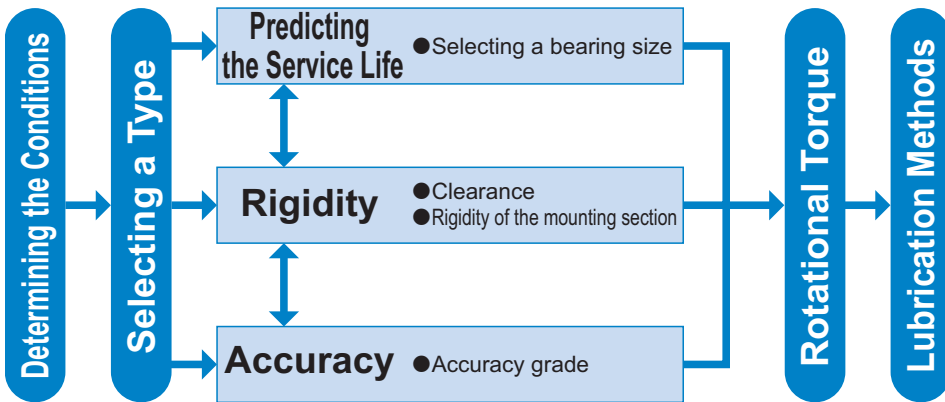 Determining the Conditions
Selecting a Type
Predicting
the Service Life
●Selecting a bearing size
Rigidity
●Clearance
●Rigidity of the mounting section
Accuracy
●Accuracy grade
Rotational Torque
Lubrication Methods